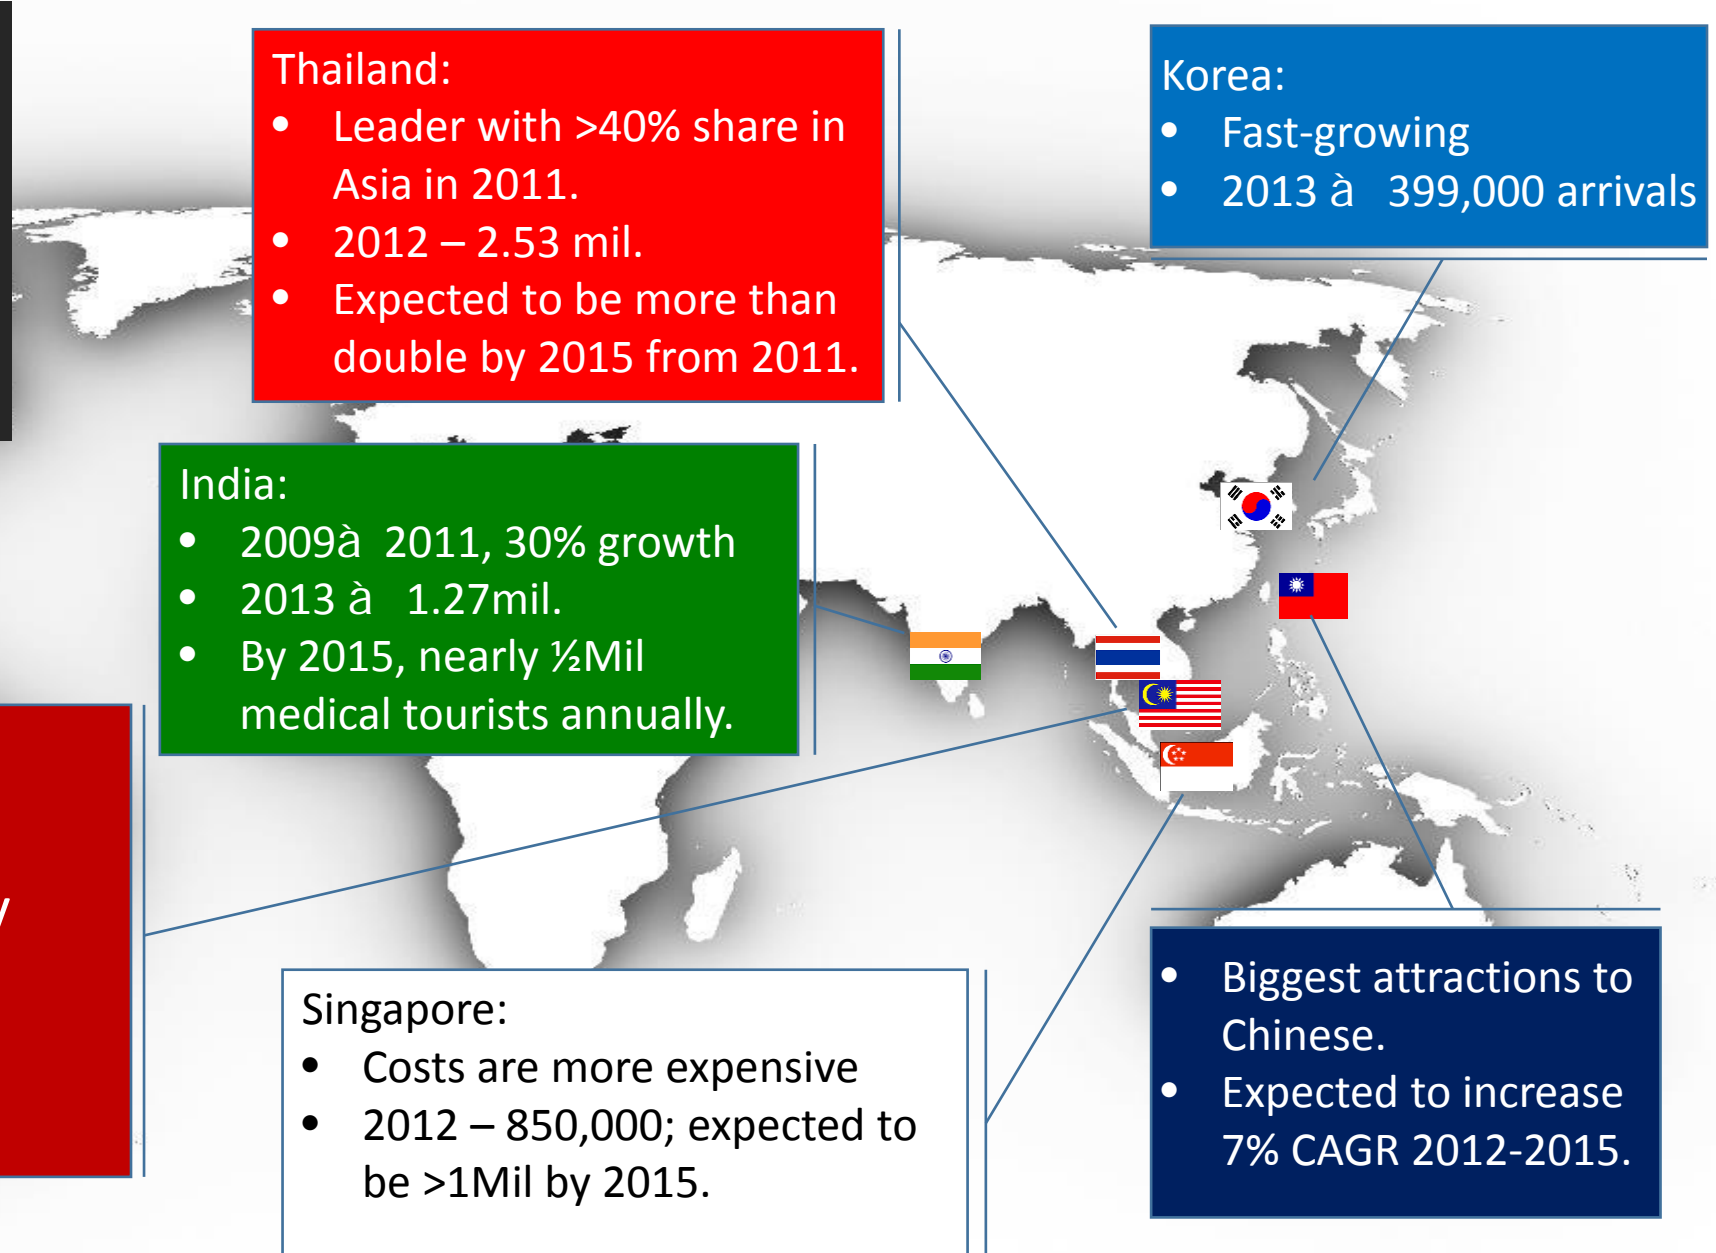 Thailand:
• Leader with >40% share in
Asia in 2011.
• 2012 – 2.53 mil.
• Expected to be more than
double by 2015 from 2011.
Korea:
• Fast-growing
• 2013 à 399,000 arrivals
India:
• 2009à 2011, 30% growth
• 2013 à 1.27mil.
• By 2015, nearly ½Mil
medical tourists annually.
Singapore:
• Costs are more expensive
• 2012 – 850,000; expected to
be >1Mil by 2015.
• Biggest attractions to
Chinese.
• Expected to increase
7% CAGR 2012-2015.